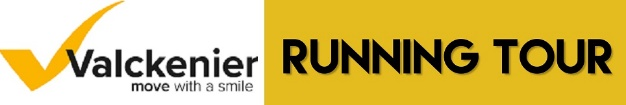 Valckenier
move with a smile
RUNNING TOUR